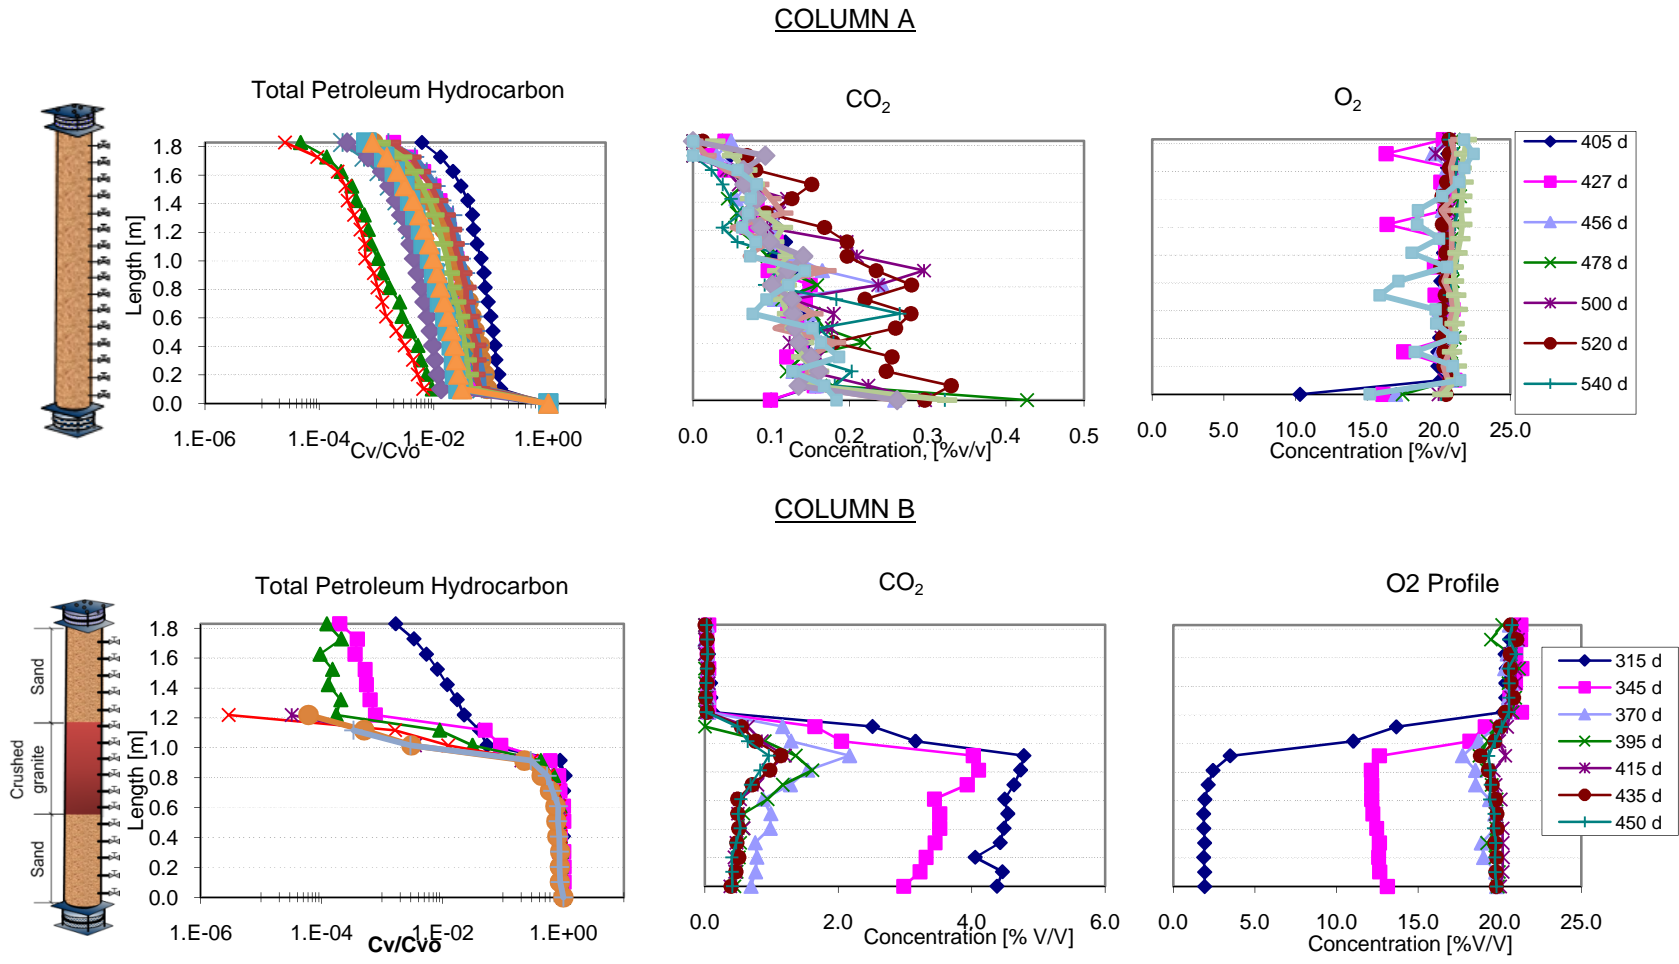 COLUMN A
Total Petroleum Hydrocarbon
CO2
O2
Length [m]
1.8
1.6
1.4
1.2
1.0
0.8
0.6
0.4
0.2
0.0
1.E-06
1.E-04
1.E-02
1.E+00
Cv/Cvo
0.0
0.1
0.2
0.3
0.4
0.5
Concentration, [%v/v]
0.0
5.0
10.0
15.0
20.0
25.0
Concentration [%v/v]
405 d
427 d
456 d
478 d
500 d
520 d
540 d
COLUMN B
Total Petroleum Hydrocarbon
CO2
O2 Profile
Sand
Crushed granite
Sand
Length [m]
1.8
1.6
1.4
1.2
1.0
0.8
0.6
0.4
0.2
0.0
1.E-06
1.E-04
1.E-02
1.E+00
Cv/Cvo
0.0
2.0
4.0
6.0
Concentration [% V/V]
0.0
5.0
10.0
15.0
20.0
25.0
Concentration [%V/V]
315 d
345 d
370 d
395 d
415 d
435 d
450 d